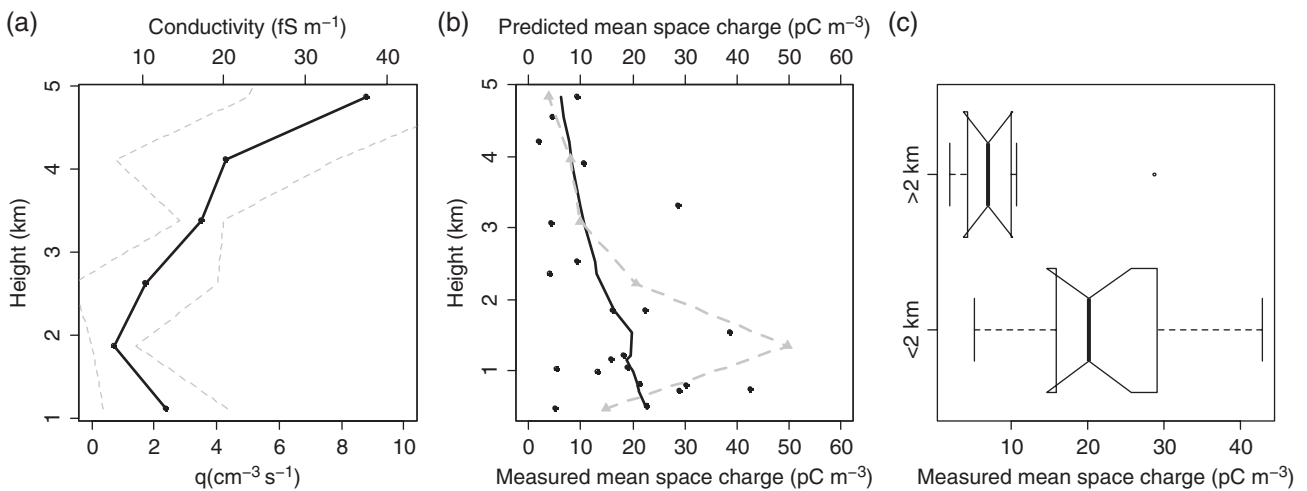 (a)
Conductivity (fS m⁻¹)
10 20 30 40
Height (km)
5
4
3
2
1
0 2 4 6 8 10
q(cm⁻³ s⁻¹)
(b)
Predicted mean space charge (pC m⁻³)
0 10 20 30 40 50 60
Height (km)
5
4
3
2
1
0 10 20 30 40 50 60
Measured mean space charge (pC m⁻³)
(c)
>2 km
<2 km
10 20 30 40
Measured mean space charge (pC m⁻³)